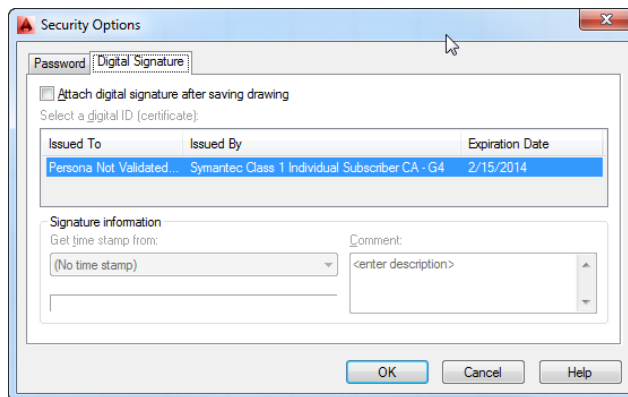 Security Options
Password Digital Signature
Attach digital signature after saving drawing
Select a digital ID (certificate):
Issued To Issued By Expiration Date
Persona Not Validated... Symantec Class 1 Individual Subscriber CA - G4 2/15/2014
Signature information
Get time stamp from: Comment:
(No time stamp) <enter description>
OK Cancel Help